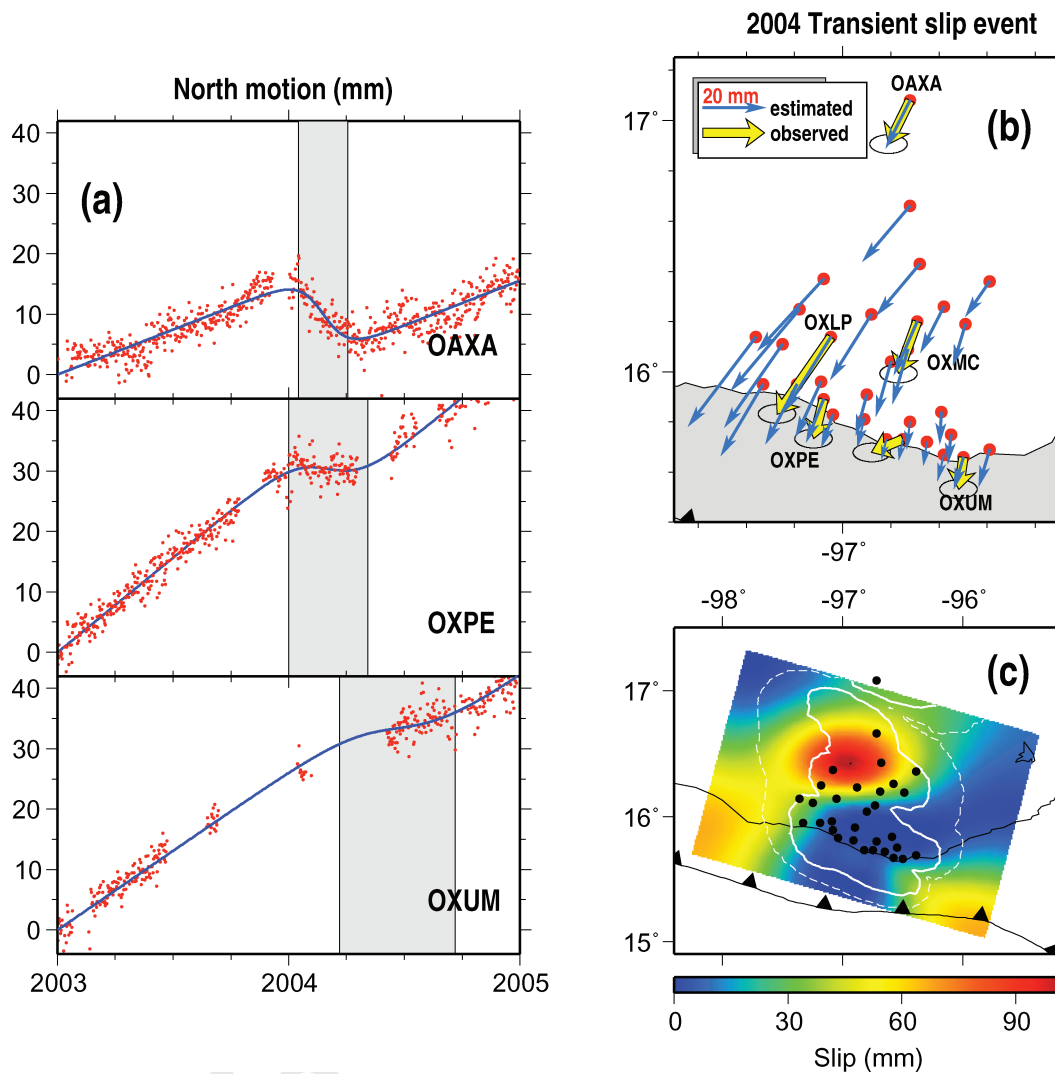 2004 Transient slip event
North motion (mm)
(a)
40
30
20
10
0
OAXA
40
30
20
10
0
OXPE
40
30
20
10
0
OXUM
2003
2004
2005
20 mm
estimated
observed
OAXA
(b)
17˚
16˚
OXLP
OXMC
OXPE
OXUM
-97˚
-98˚
-97˚
-96˚
(c)
17˚
16˚
15˚
0
30
60
90
Slip (mm)